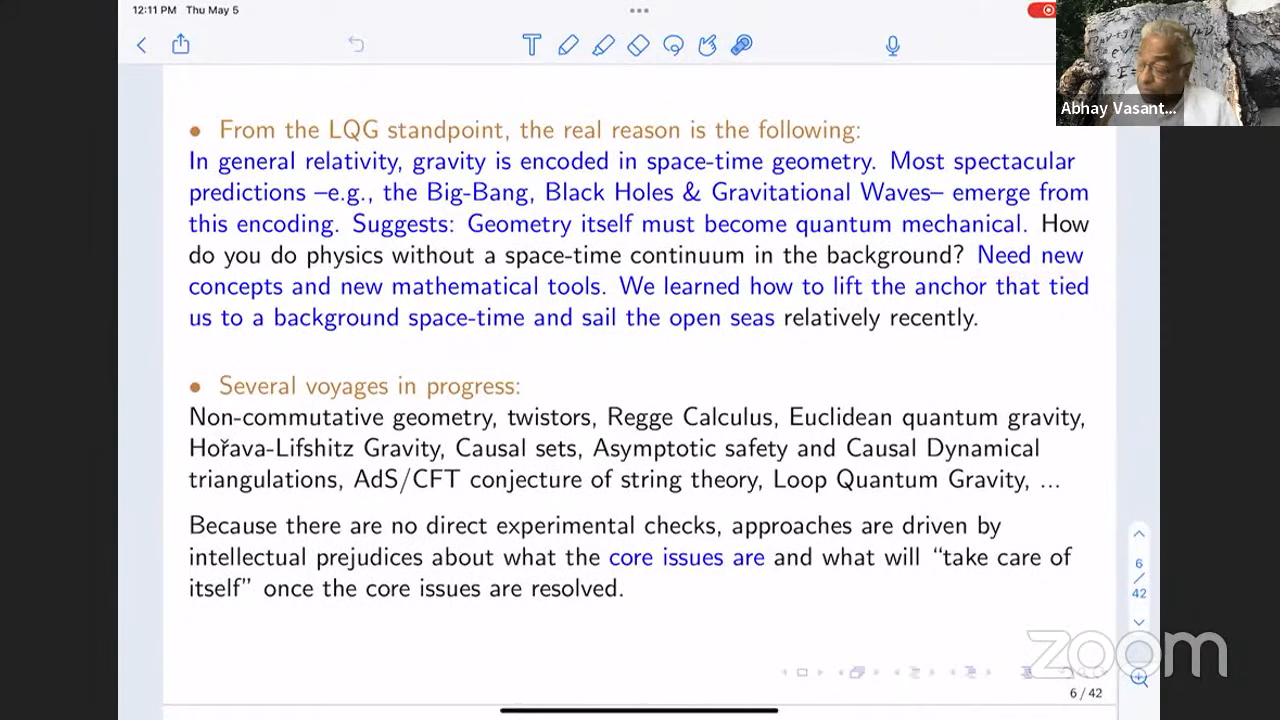 12:11 PM Thu May 5
Abhay Vasant...
• From the LQG standpoint, the real reason is the following:
In general relativity, gravity is encoded in space-time geometry. Most spectacular
predictions –e.g., the Big-Bang, Black Holes & Gravitational Waves– emerge from
this encoding. Suggests: Geometry itself must become quantum mechanical. How
do you do physics without a space-time continuum in the background? Need new
concepts and new mathematical tools. We learned how to lift the anchor that tied
us to a background space-time and sail the open seas relatively recently.
• Several voyages in progress:
Non-commutative geometry, twistors, Regge Calculus, Euclidean quantum gravity,
Hořava-Lifshitz Gravity, Causal sets, Asymptotic safety and Causal Dynamical
triangulations, AdS/CFT conjecture of string theory, Loop Quantum Gravity, ...
Because there are no direct experimental checks, approaches are driven by
intellectual prejudices about what the core issues are and what will “take care of
itself” once the core issues are resolved.
6
/
42
zoom
6 / 42